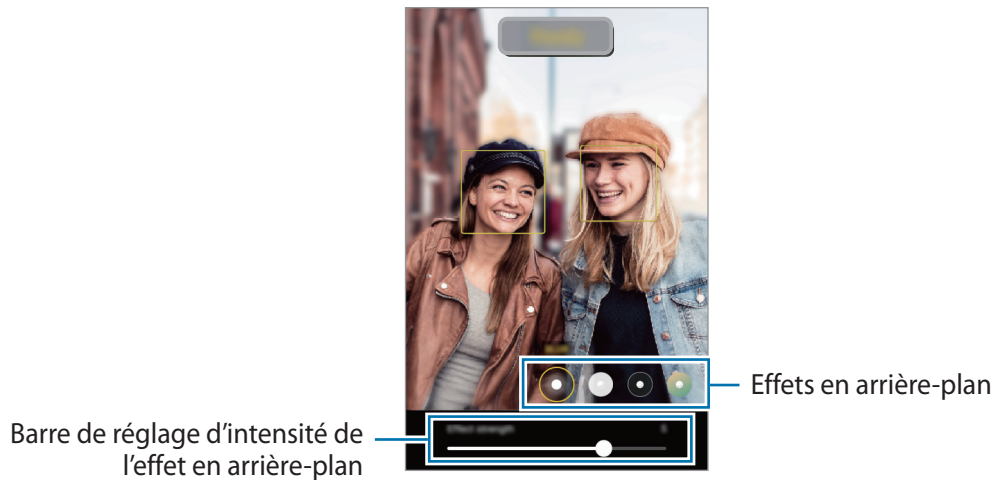 Effets en arrière-plan
Barre de réglage d'intensité de
l'effet en arrière-plan